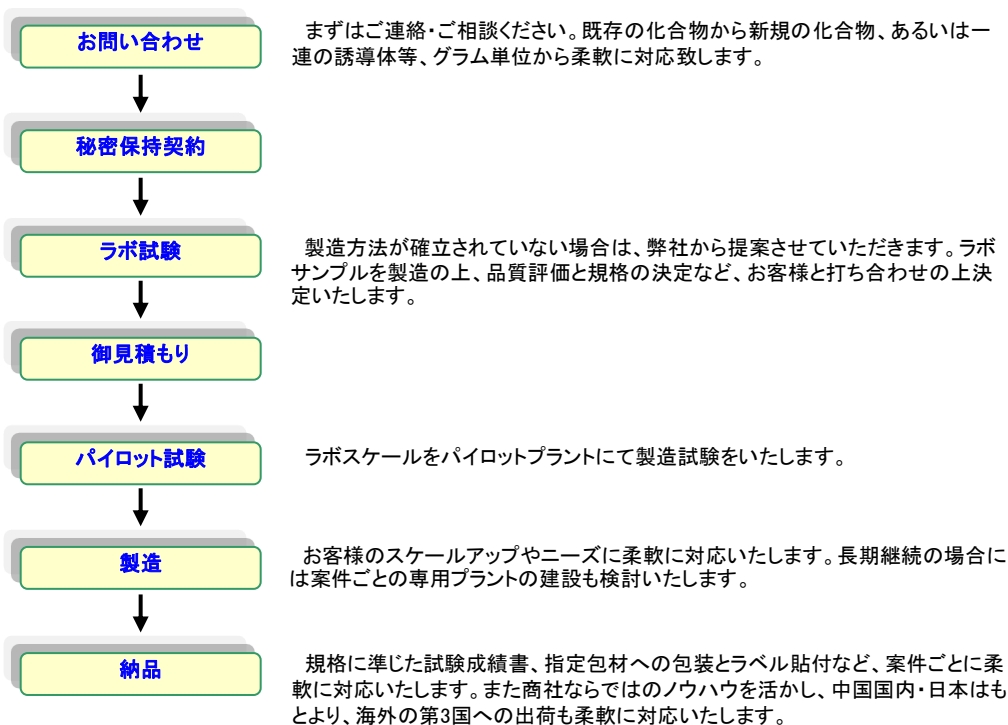 お問い合わせ
まずはご連絡・ご相談ください。既存の化合物から新規の化合物、あるいは一
連の誘導体等、グラム単位から柔軟に対応致します。
秘密保持契約
ラボ試験
製造方法が確立されていない場合は、弊社から提案させていただきます。ラボ
サンプルを製造の上、品質評価と規格の決定など、お客様と打ち合わせの上決
定いたします。
御見積もり
パイロット試験
ラボスケールをパイロットプラントにて製造試験をいたします。
製造
お客様のスケールアップやニーズに柔軟に対応いたします。長期継続の場合に
は案件ごとの専用プラントの建設も検討いたします。
納品
規格に準じた試験成績書、指定包材への包装とラベル貼付など、案件ごとに柔
軟に対応いたします。また商社ならではのノウハウを活かし、中国国内・日本はも
とより、海外の第3国への出荷も柔軟に対応いたします。